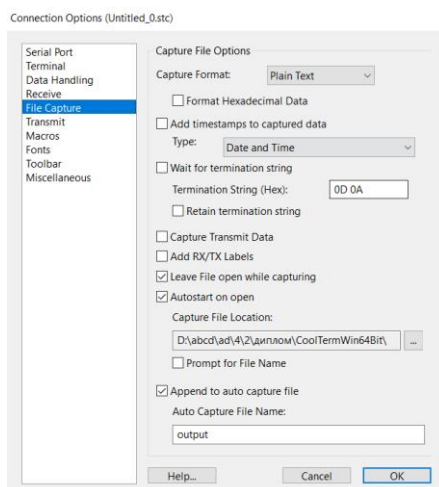 Connection Options (Untitled_0.stc)
Serial Port
Terminal
Data Handling
Receive
File Capture
Transmit
Macros
Fonts
Toolbar
Miscellaneous
Capture File Options
Capture Format: Plain Text
Format Hexadecimal Data
Add timestamps to captured data
Type: Date and Time
Wait for termination string
Termination String (Hex): 0D 0A
Retain termination string
Capture Transmit Data
Add RX/TX Labels
Leave File open while capturing
Autostart on open
Capture File Location:
D:\abcd\ad\4\2\диплом\CoolTermWin64Bit\ ...
Prompt for File Name
Append to auto capture file
Auto Capture File Name:
output
Help... Cancel OK